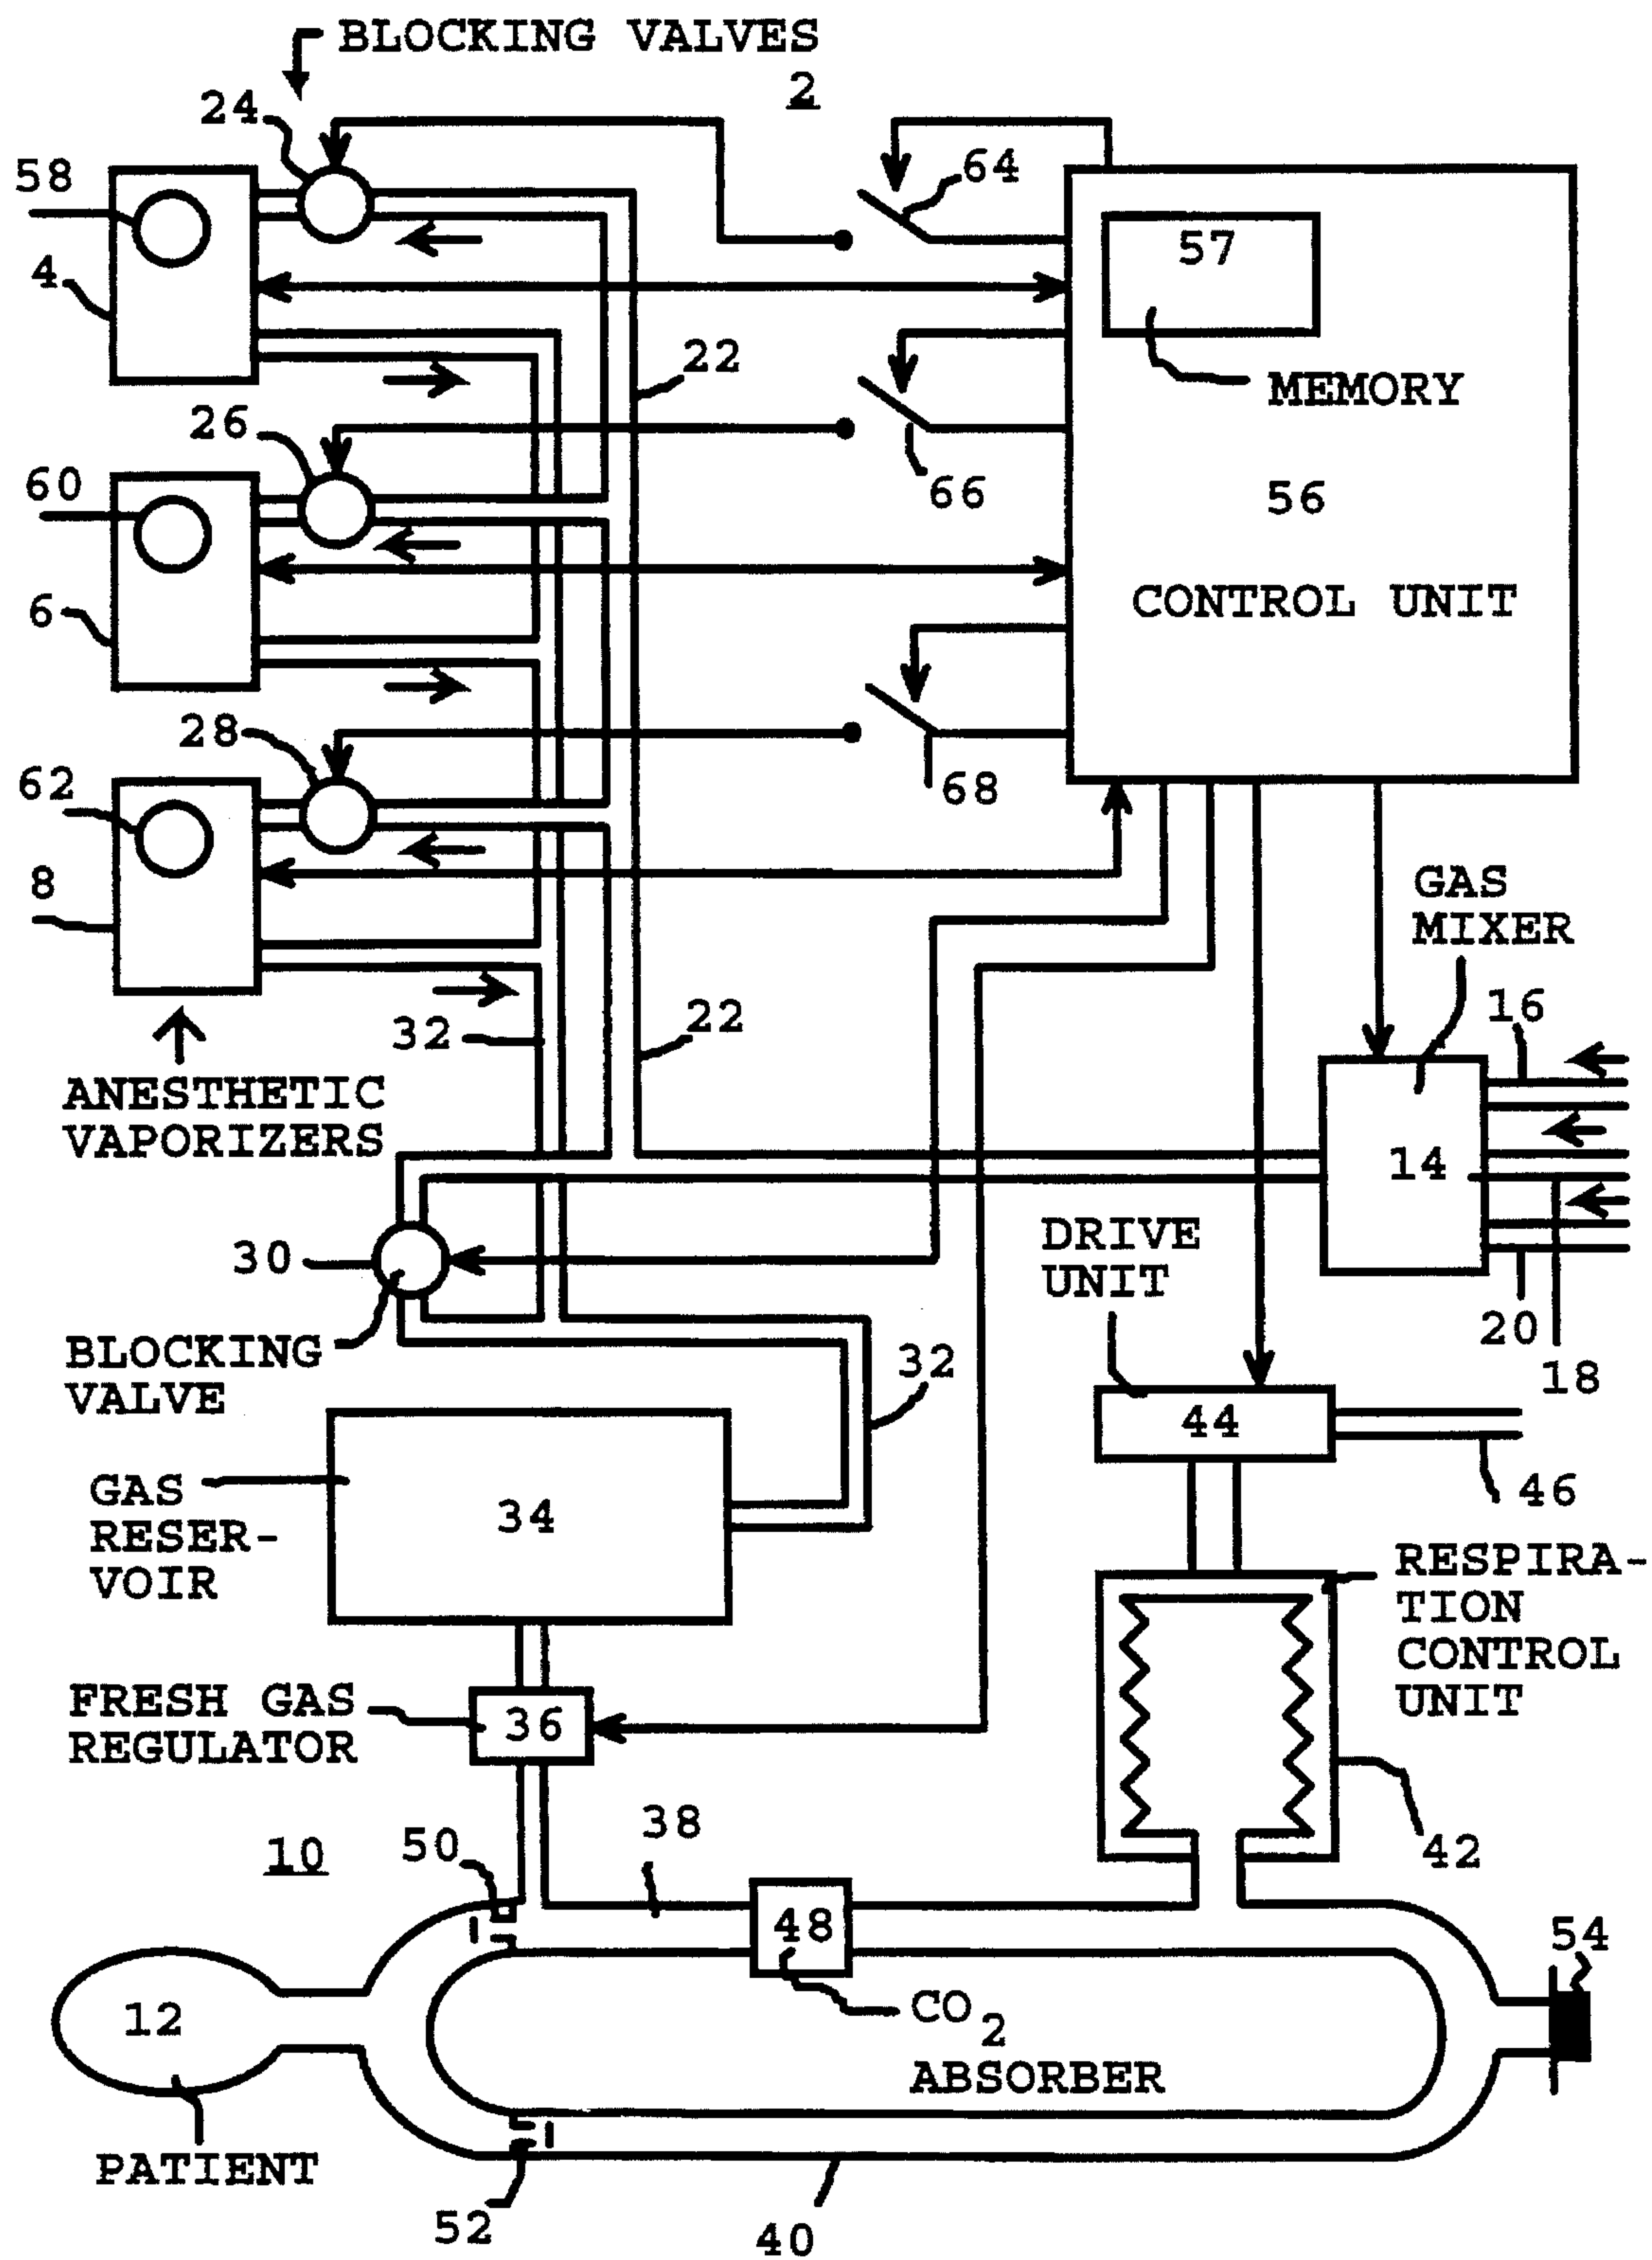 BLOCKING VALVES
2
24
58
64
57
4
22
MEMORY
26
60
66
56
6
CONTROL UNIT
28
62
68
8
GAS
MIXER
32
22
16
ANESTHETIC
VAPORIZERS
14
30
DRIVE
UNIT
20
18
BLOCKING
VALVE
32
44
46
GAS
RESER-
VOIR
34
RESPIRA-
TION
CONTROL
UNIT
FRESH GAS
REGULATOR
36
38
50
10
42
48
54
12
CO2
ABSORBER
PATIENT
52
40